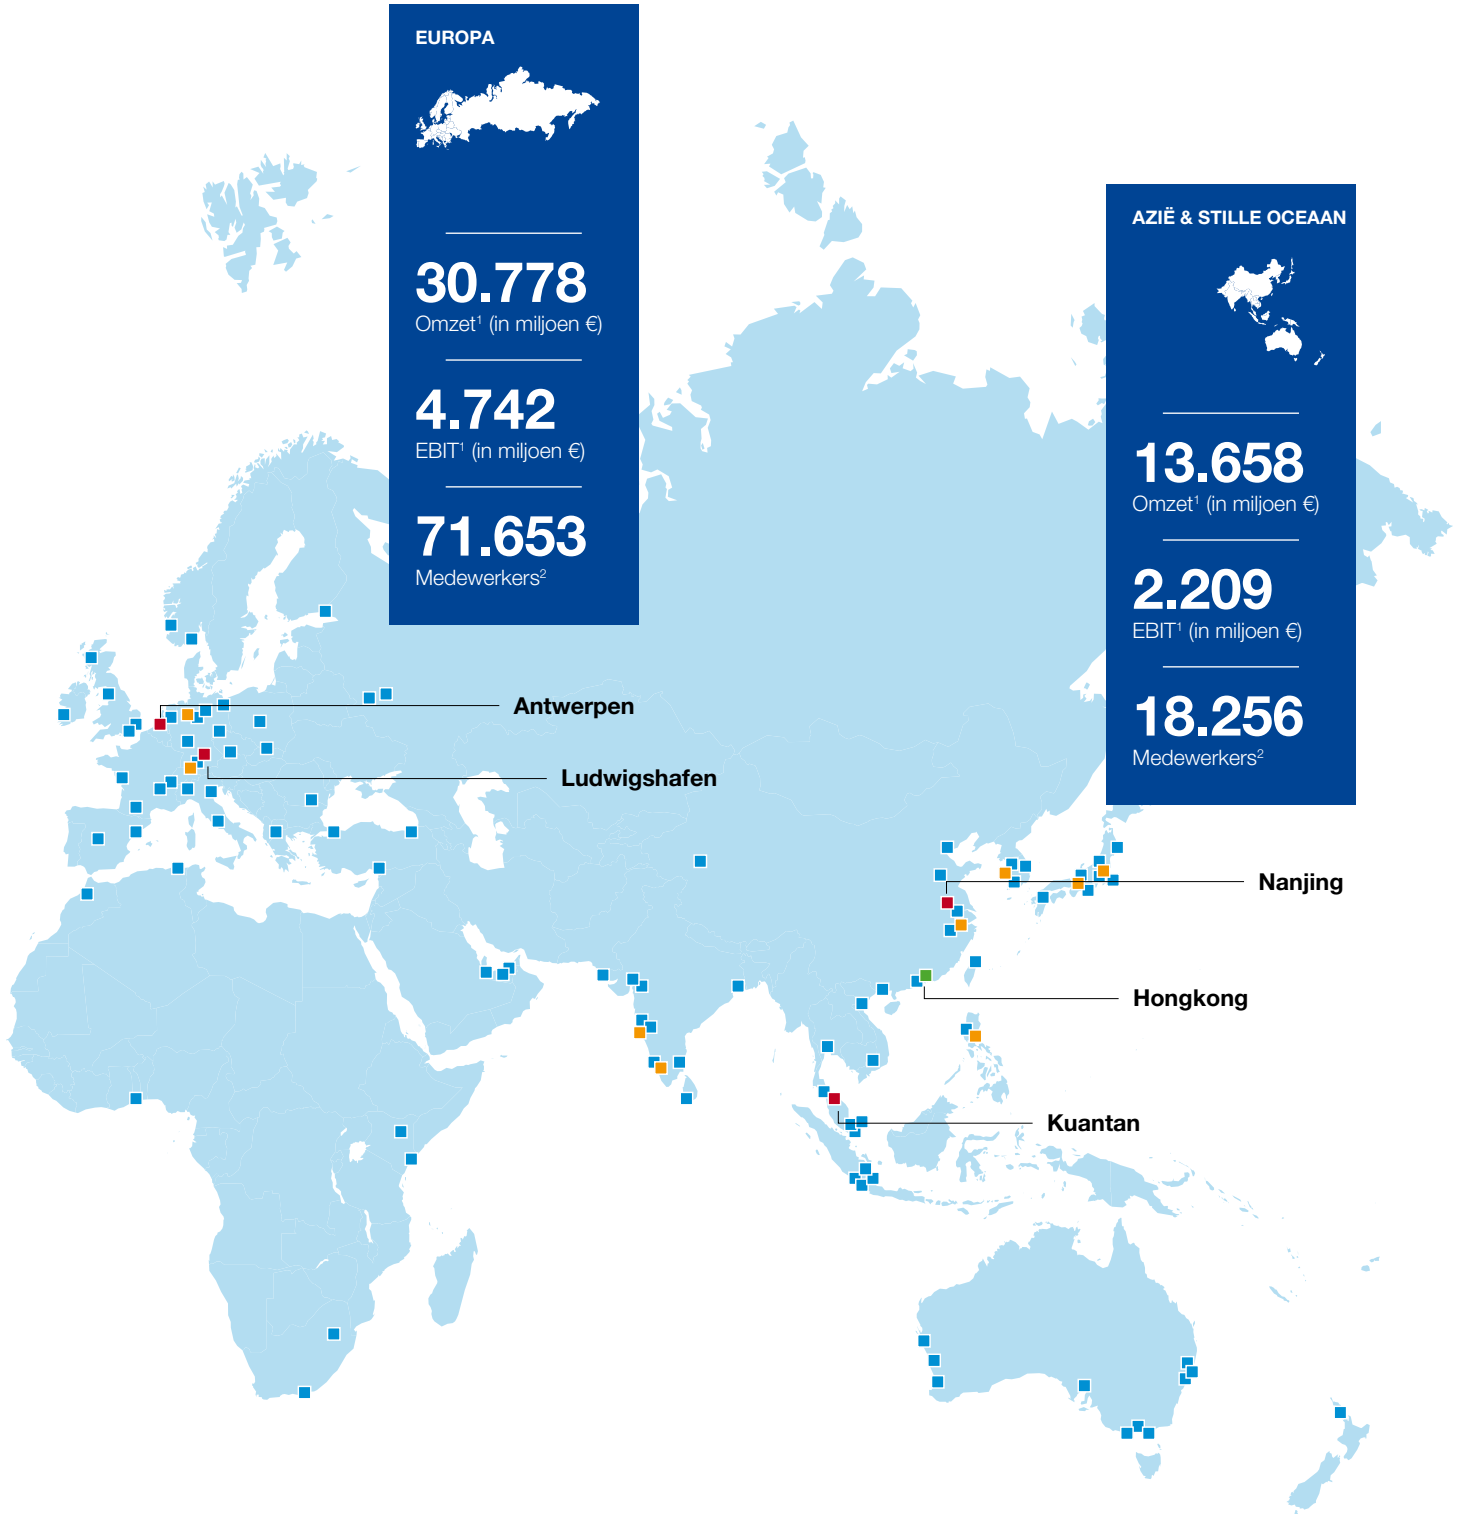 EUROPA
30.778
Omzet¹ (in miljoen €)
4.742
EBIT¹ (in miljoen €)
71.653
Medewerkers²
AZIË & STILLE OCEAAN
13.658
Omzet¹ (in miljoen €)
2.209
EBIT¹ (in miljoen €)
18.256
Medewerkers²
Antwerpen
Ludwigshafen
Nanjing
Hongkong
Kuantan